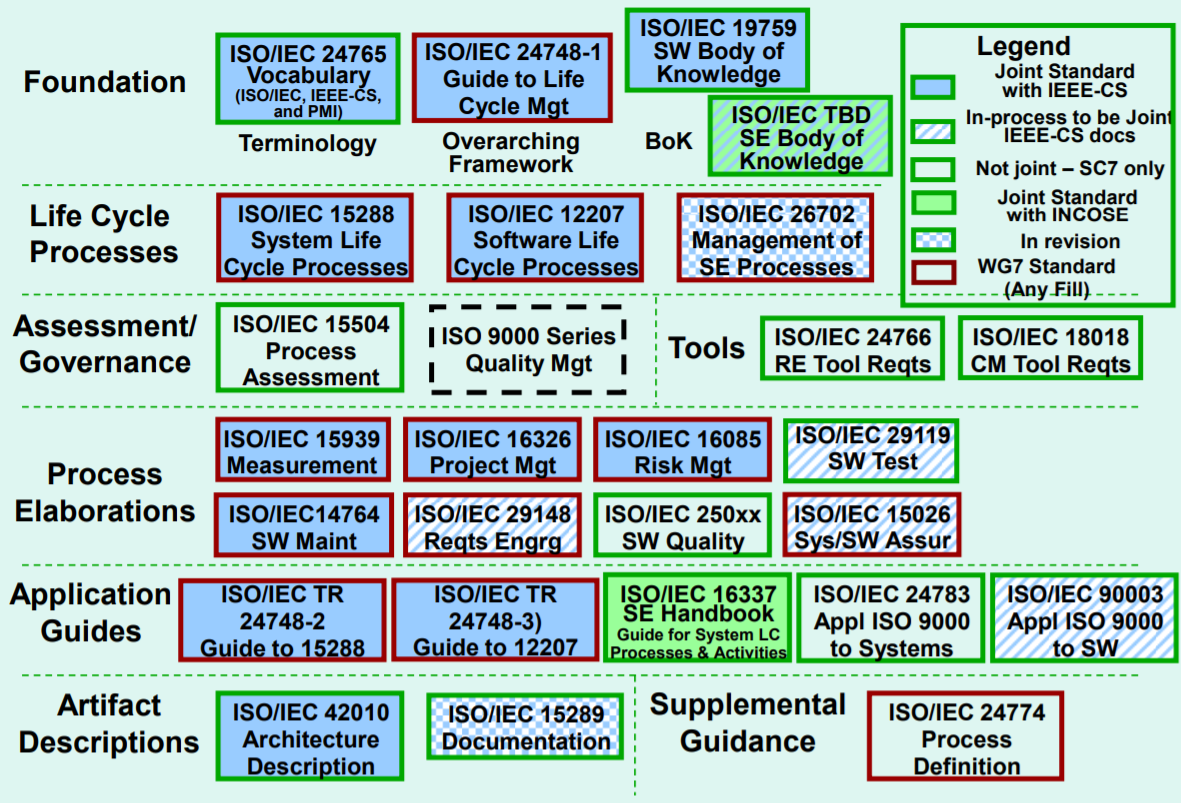 Foundation
ISO/IEC 24765
Vocabulary
(ISO/IEC, IEEE-CS,
and PMI)
Terminology
ISO/IEC 24748-1
Guide to Life
Cycle Mgt
Overarching
Framework
ISO/IEC 19759
SW Body of
Knowledge
BoK
ISO/IEC TBD
SE Body of
Knowledge
Legend
Joint Standard
with IEEE-CS
In-process to be Joint
IEEE-CS docs
Not joint – SC7 only
Joint Standard
with INCOSE
In revision
WG7 Standard
(Any Fill)
Life Cycle
Processes
ISO/IEC 15288
System Life
Cycle Processes
ISO/IEC 12207
Software Life
Cycle Processes
ISO/IEC 26702
Management of
SE Processes
Assessment/
Governance
ISO/IEC 15504
Process
Assessment
ISO 9000 Series
Quality Mgt
Tools
ISO/IEC 24766
RE Tool Reqts
ISO/IEC 18018
CM Tool Reqts
Process
Elaborations
ISO/IEC 15939
Measurement
ISO/IEC 16326
Project Mgt
ISO/IEC 16085
Risk Mgt
ISO/IEC 29119
SW Test
ISO/IEC14764
SW Maint
ISO/IEC 29148
Reqts Engrg
ISO/IEC 250xx
SW Quality
ISO/IEC 15026
Sys/SW Assur
Application
Guides
ISO/IEC TR
24748-2
Guide to 15288
ISO/IEC TR
24748-3)
Guide to 12207
ISO/IEC 16337
SE Handbook
Guide for System LC
Processes & Activities
ISO/IEC 24783
Appl ISO 9000
to Systems
ISO/IEC 90003
Appl ISO 9000
to SW
Artifact
Descriptions
ISO/IEC 42010
Architecture
Description
ISO/IEC 15289
Documentation
Supplemental
Guidance
ISO/IEC 24774
Process
Definition